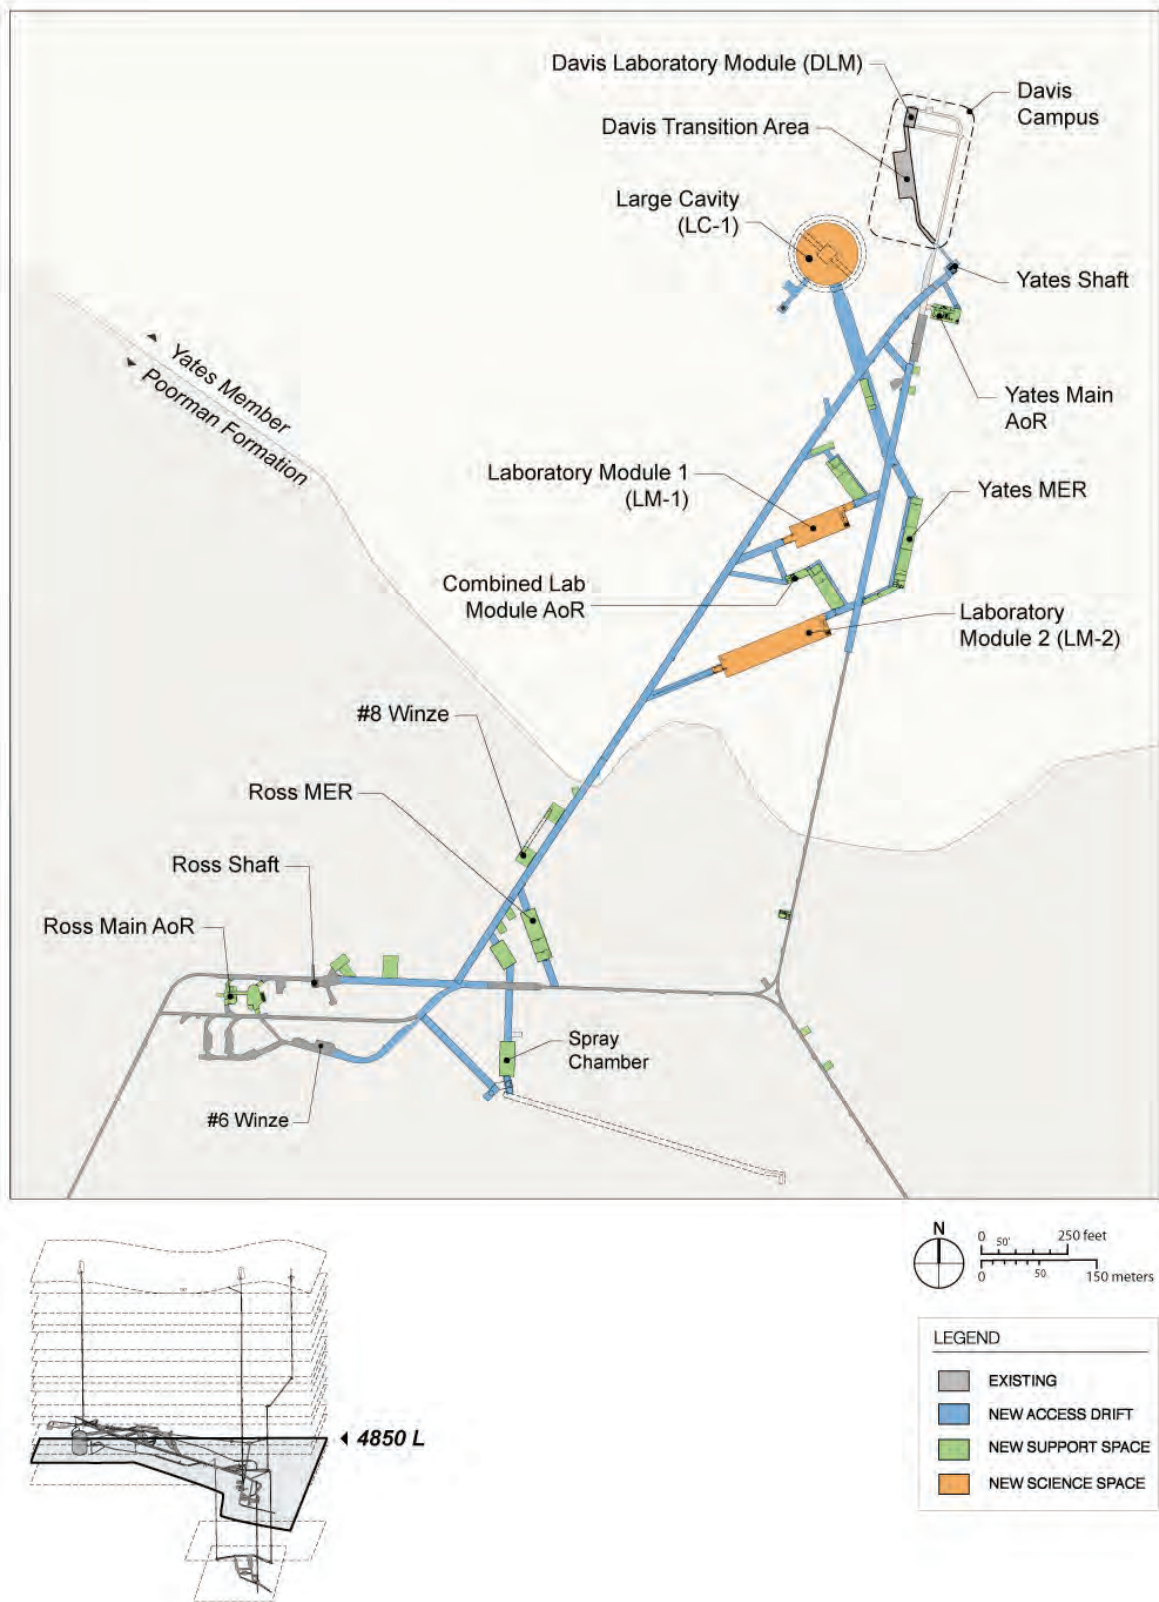 Davis Laboratory Module (DLM)
Davis
Campus
Davis Transition Area
Large Cavity
(LC-1)
Yates Shaft
Yates Member
Poorman Formation
Yates Main
AoR
Laboratory Module 1
(LM-1)
Yates MER
Combined Lab
Module AoR
Laboratory
Module 2 (LM-2)
#8 Winze
Ross MER
Ross Shaft
Ross Main AoR
Spray
Chamber
#6 Winze
N
0 50' 250 feet
0 50 150 meters
LEGEND
EXISTING
NEW ACCESS DRIFT
NEW SUPPORT SPACE
NEW SCIENCE SPACE
4850 L